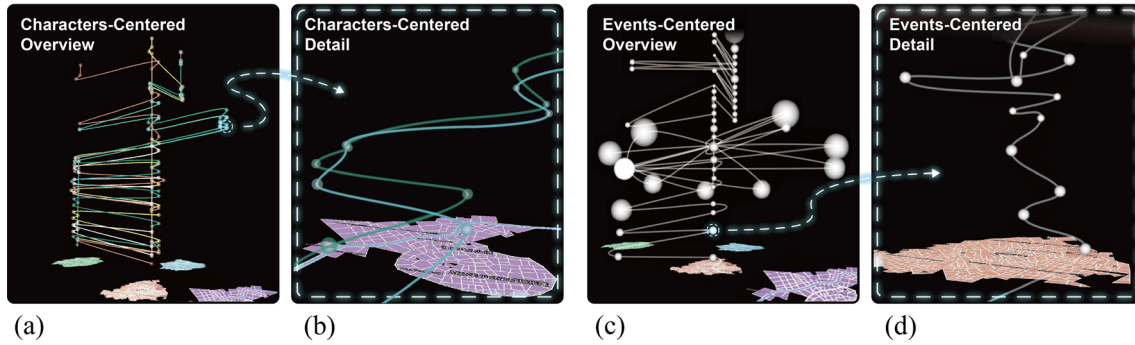 Characters-Centered
Overview
Characters-Centered
Detail
Events-Centered
Overview
Events-Centered
Detail
(a)
(b)
(c)
(d)